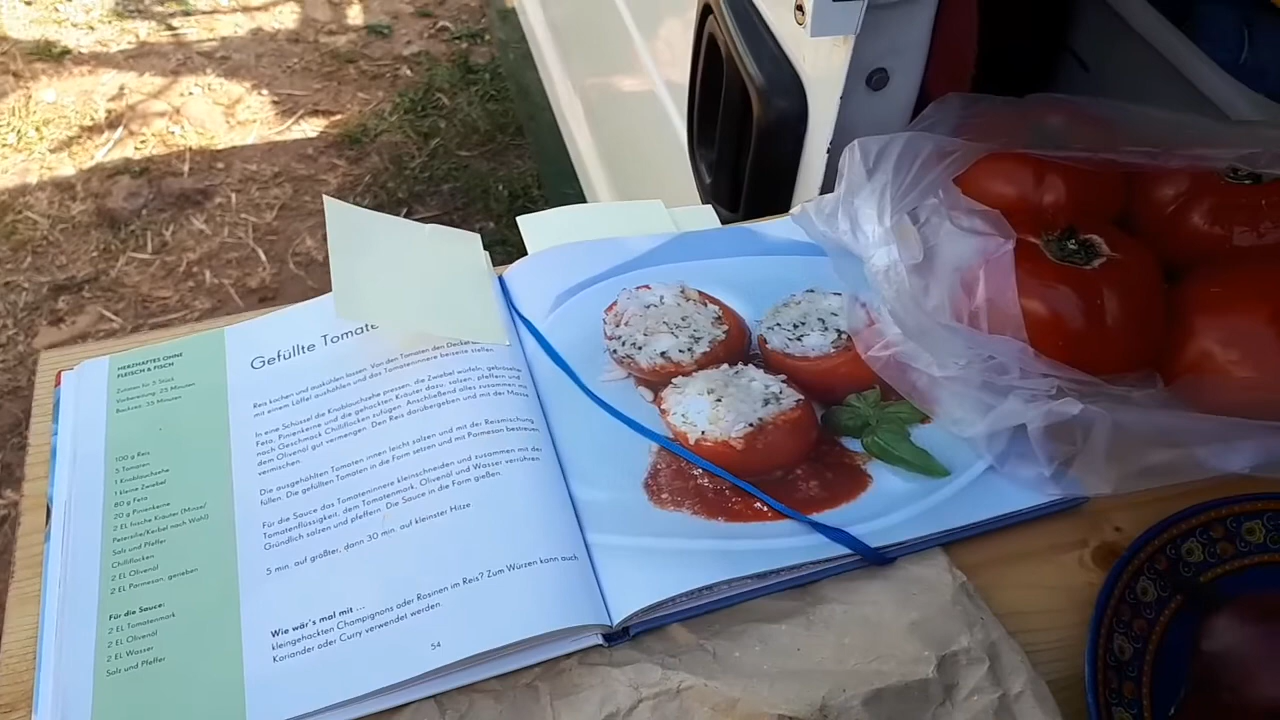 HERZHAFTES OHNE
FLEISCH & FISCH
Zutaten für 5 Stück
Vorbereitung: 25 Minuten
Backzeit: 35 Minuten
100 g Reis
5 Tomaten
1 Knoblauchzehe
1 kleine Zwiebel
80 g Feta
20 g Pinienkerne
2 EL frische Kräuter (Minze/
Petersilie/Kerbel nach Wahl)
Salz und Pfeffer
Chiliflocken
2 EL Olivenöl
2 EL Parmesan, gerieben
Für die Sauce:
2 EL Tomatenmark
2 EL Olivenöl
2 EL Wasser
Salz und Pfeffer
Gefüllte Tomate
Reis kochen und auskühlen lassen. Von den Tomaten den Deckel
mit einem Löffel aushöhlen und das Tomateninnere beiseite stellen.
In eine Schüssel die Knoblauchzehe pressen, die Zwiebel würfeln, gebröselter
Feta, Pinienkerne und die gehackten Kräuter dazu, salzen, pfeffern und
nach Geschmack Chiliflocken zufügen. Anschließend alles zusammen mit
dem Olivenöl gut vermengen. Den Reis darübergeben und mit der Masse
vermischen.
Die ausgehöhlten Tomaten innen leicht salzen und mit der Reismischung
füllen. Die gefüllten Tomaten in die Form setzen und mit Parmesan bestreuen.
Für die Sauce das Tomateninnere kleinschneiden und zusammen mit der
Tomatenflüssigkeit, dem Tomatenmark, Olivenöl und Wasser verrühren.
Gründlich salzen und pfeffern. Die Sauce in die Form gießen.
5 min. auf größter, dann 30 min. auf kleinster Hitze
Wie wär's mal mit ...
kleingehackten Champignons oder Rosinen im Reis? Zum Würzen kann auch
Koriander oder Curry verwendet werden.
54